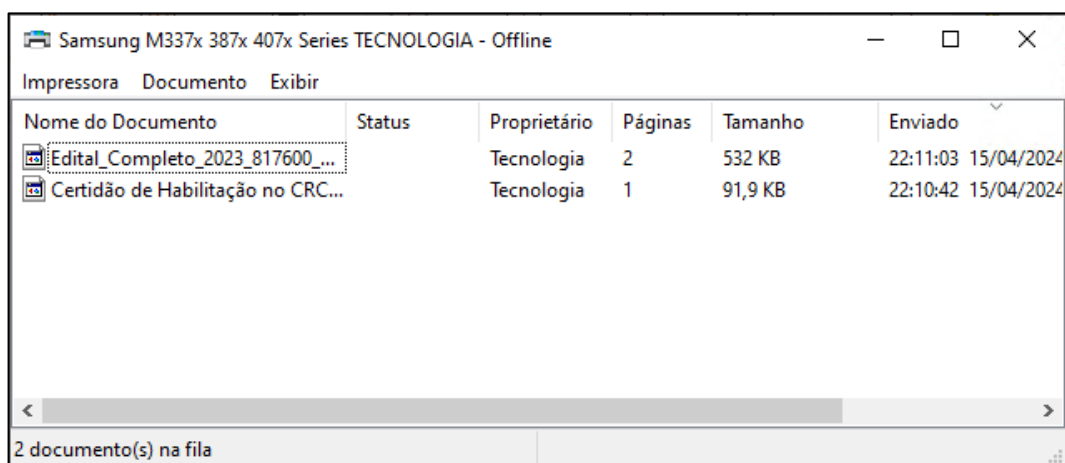 Samsung M337x 387x 407x Series TECNOLOGIA - Offline
Impressora Documento Exibir
Nome do Documento Status Proprietário Páginas Tamanho Enviado
Edital_Completo_2023_817600_... Tecnologia 2 532 KB 22:11:03 15/04/2024
Certidão de Habilitação no CRC... Tecnologia 1 91,9 KB 22:10:42 15/04/2024
2 documento(s) na fila